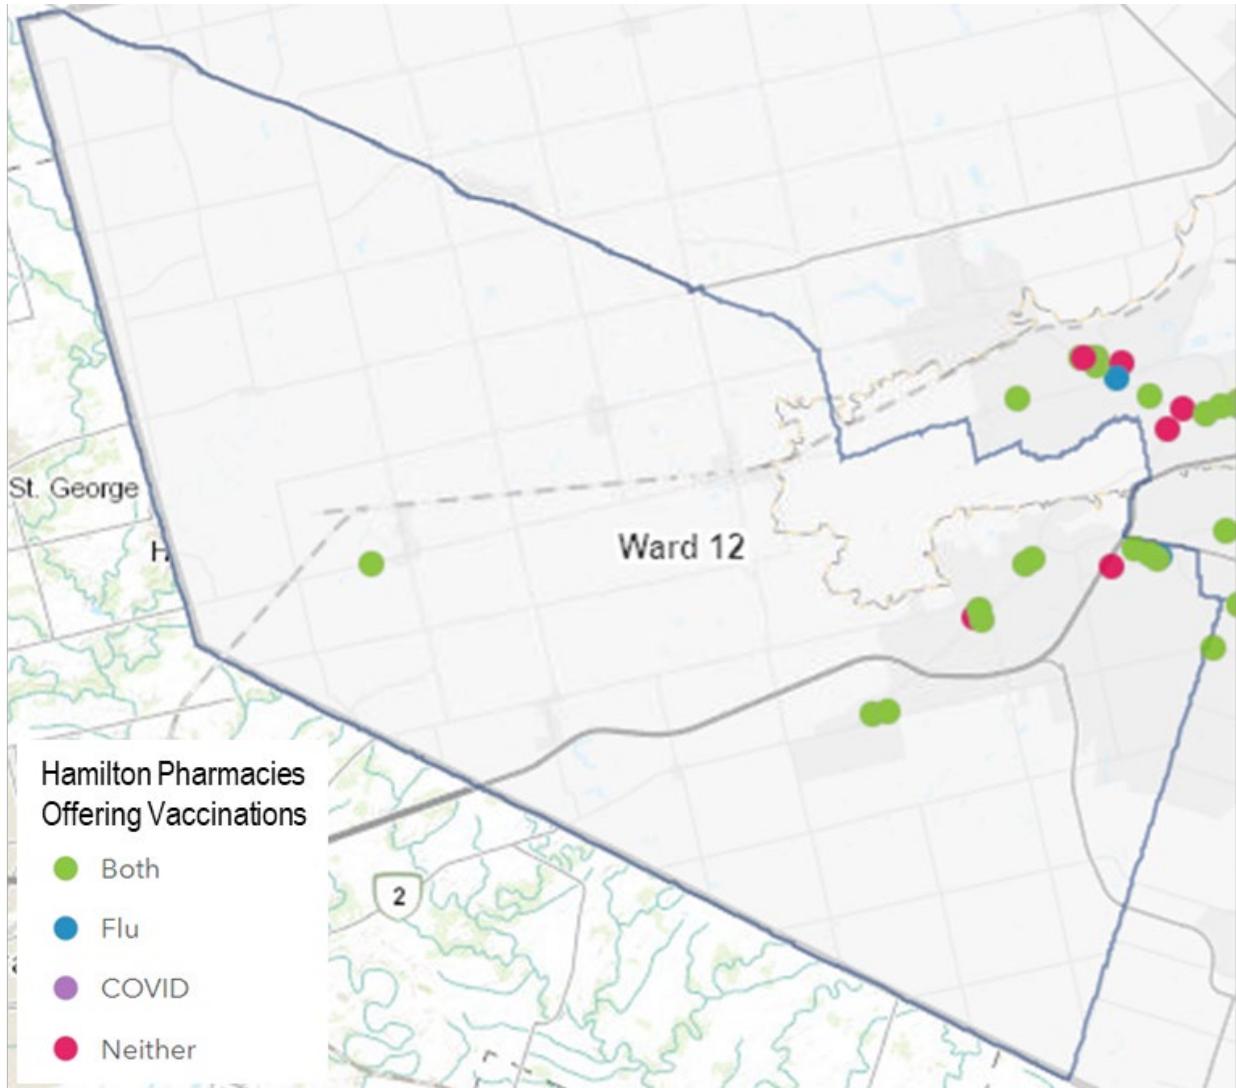 St. George
H
Ward 12
Hamilton Pharmacies
Offering Vaccinations
Both
Flu
COVID
Neither
2